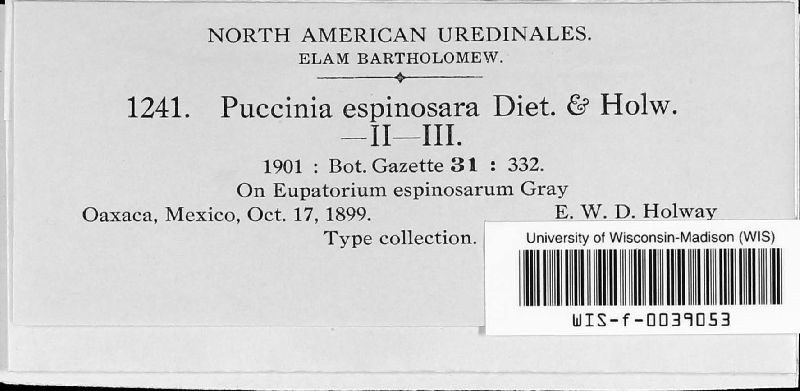 NORTH AMERICAN UREDINALES.
ELAM BARTHOLOMEW.
1241. Puccinia espinosara Diet. & Holw.
—II—III.
1901 : Bot. Gazette 31 : 332.
On Eupatorium espinosarum Gray
Oaxaca, Mexico, Oct. 17, 1899. E. W. D. Holway
Type collection.
University of Wisconsin-Madison (WIS)
WIS-f-0039053